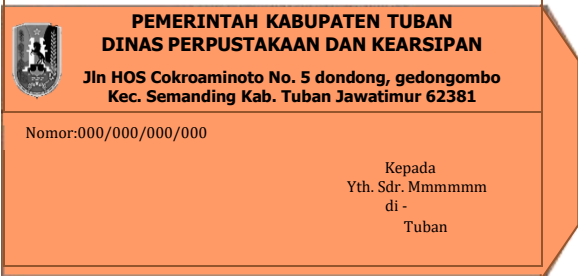 PEMERINTAH KABUPATEN TUBAN
DINAS PERPUSTAKAAN DAN KEARSIPAN
Jln HOS Cokroaminoto No. 5 dondong, gedongombo
Kec. Semanding Kab. Tuban Jawatimur 62381
Nomor:000/000/000/000
Kepada
Yth. Sdr. Mmmmmm
di -
Tuban